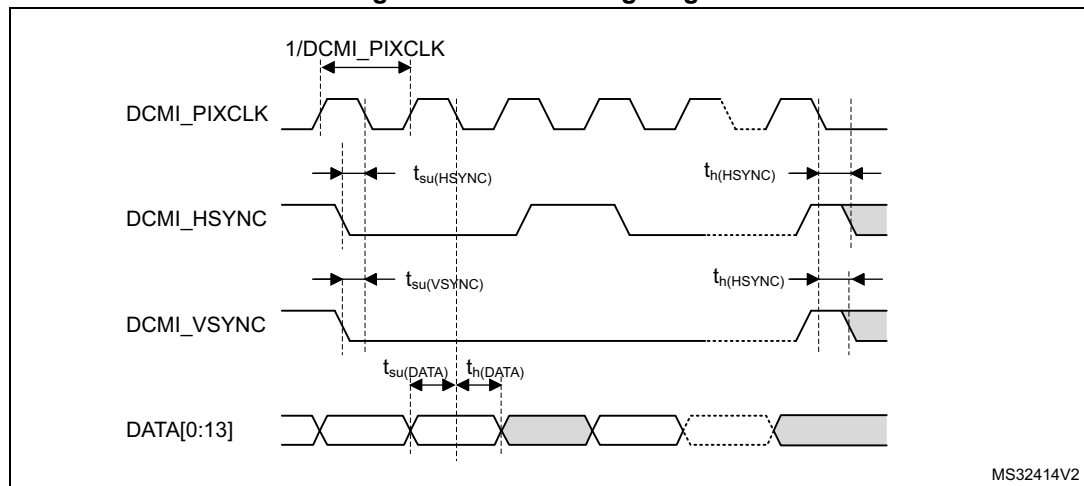 1/DCMI_PIXCLK
DCMI_PIXCLK
tsu(HSYNC) th(HSYNC)
DCMI_HSYNC
tsu(VSYNC) th(HSYNC)
DCMI_VSYNC
tsu(DATA) th(DATA)
DATA[0:13]
MS32414V2